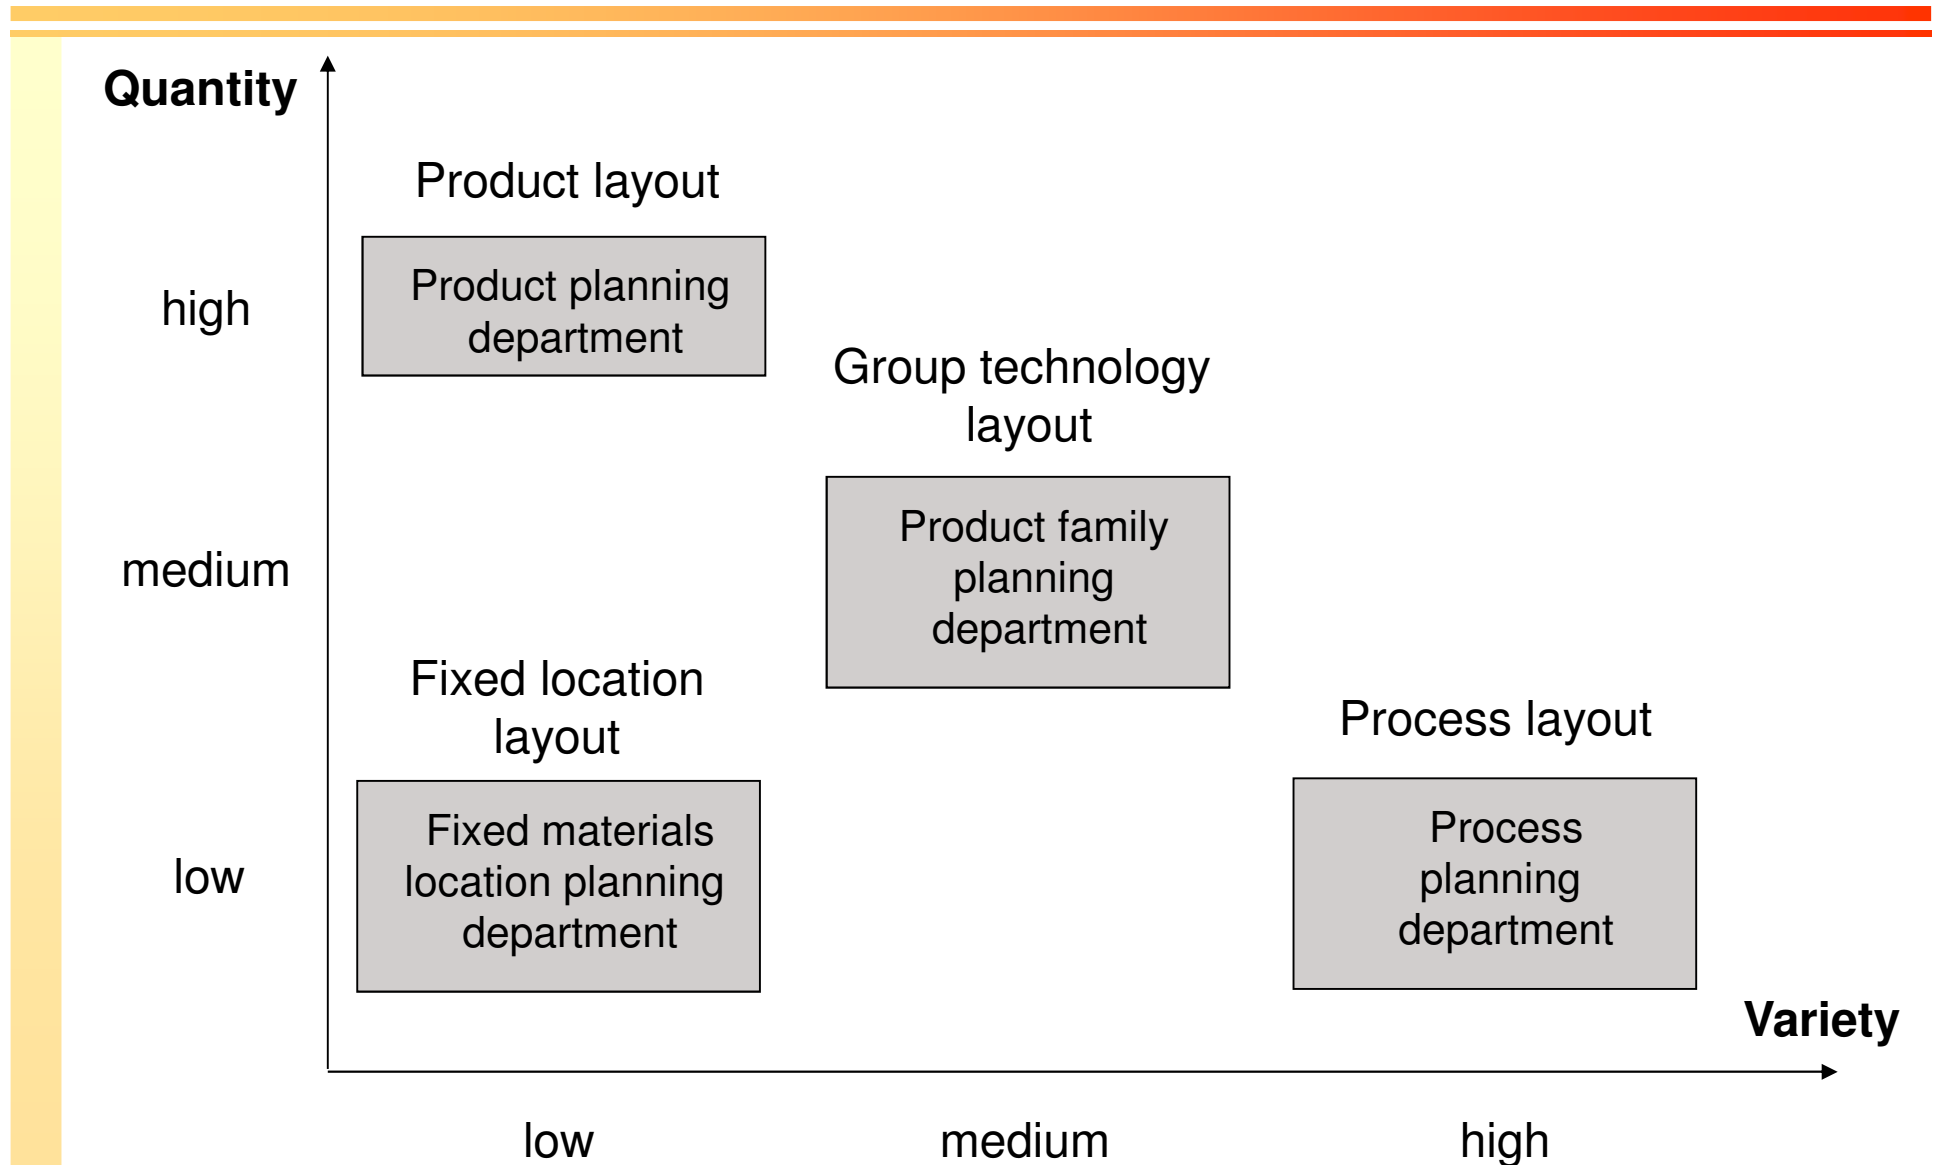 Quantity
Product layout
high
Product planning
department
Group technology
layout
medium
Product family
planning
department
Fixed location
layout
Process layout
low
Fixed materials
location planning
department
Process
planning
department
Variety
low
medium
high